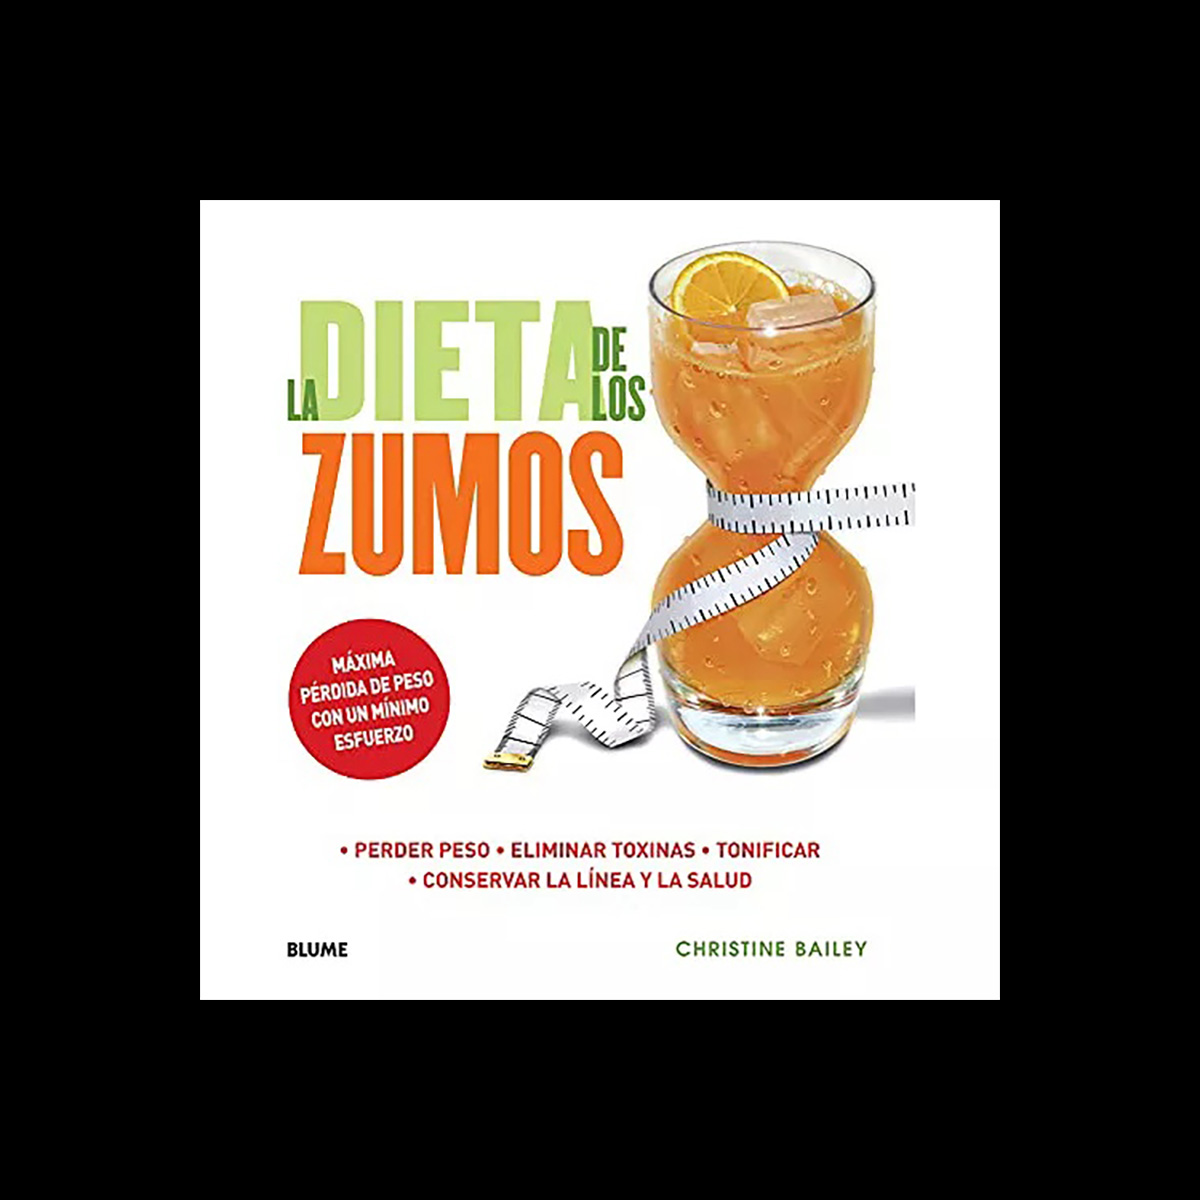 LA DIETA DE LOS
ZUMOS
MÁXIMA
PÉRDIDA DE PESO
CON UN MÍNIMO
ESFUERZO
• PERDER PESO • ELIMINAR TOXINAS • TONIFICAR
• CONSERVAR LA LÍNEA Y LA SALUD
BLUME
CHRISTINE BAILEY